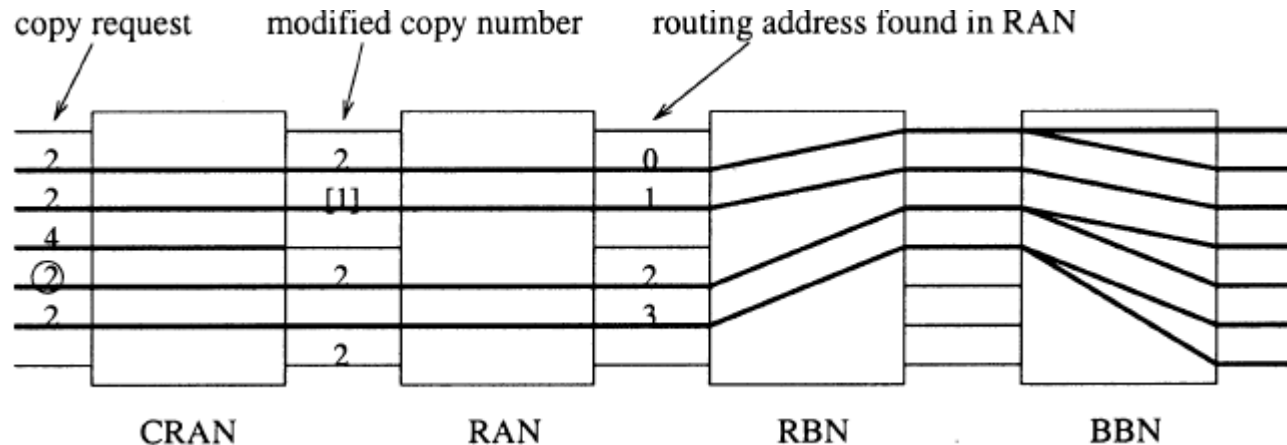 copy request modified copy number routing address found in RAN
2 2 0
2 [1] 1
4
2 2 2
2 3
2
CRAN RAN RBN BBN